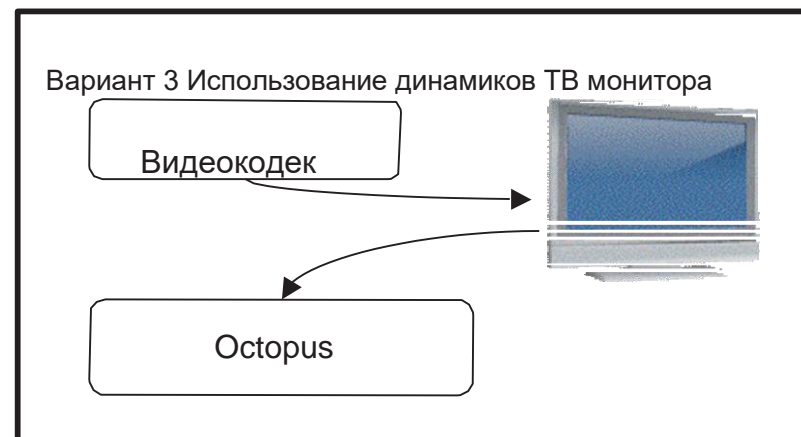 Вариант 3 Использование динамиков ТВ монитора
Видеокодек
Octopus